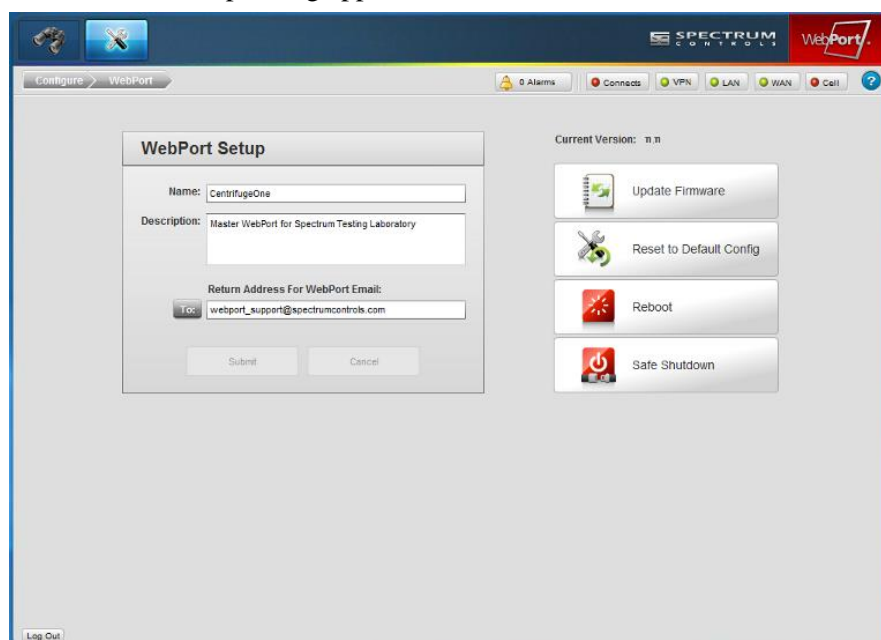 SPECTRUM
CONTROLS
WebPort.
Configure > WebPort
0 Alarms
Connects
VPN
LAN
WAN
Cell
?
WebPort Setup
Name: CentrifugeOne
Description: Master WebPort for Spectrum Testing Laboratory
Return Address For WebPort Email:
To: webport_support@spectrumcontrols.com
Submit
Cancel
Current Version: n.n
Update Firmware
Reset to Default Config
Reboot
Safe Shutdown
Log Out